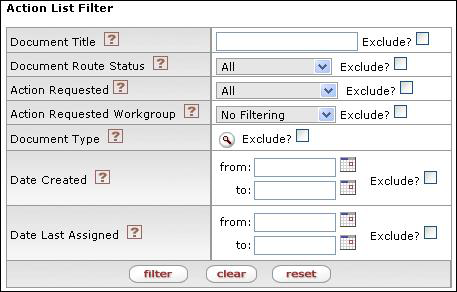 Action List Filter
Document Title ? Exclude?
Document Route Status ? All Exclude?
Action Requested ? All Exclude?
Action Requested Workgroup ? No Filtering Exclude?
Document Type ? Exclude?
Date Created ? from: to: Exclude?
Date Last Assigned ? from: to: Exclude?
filter clear reset